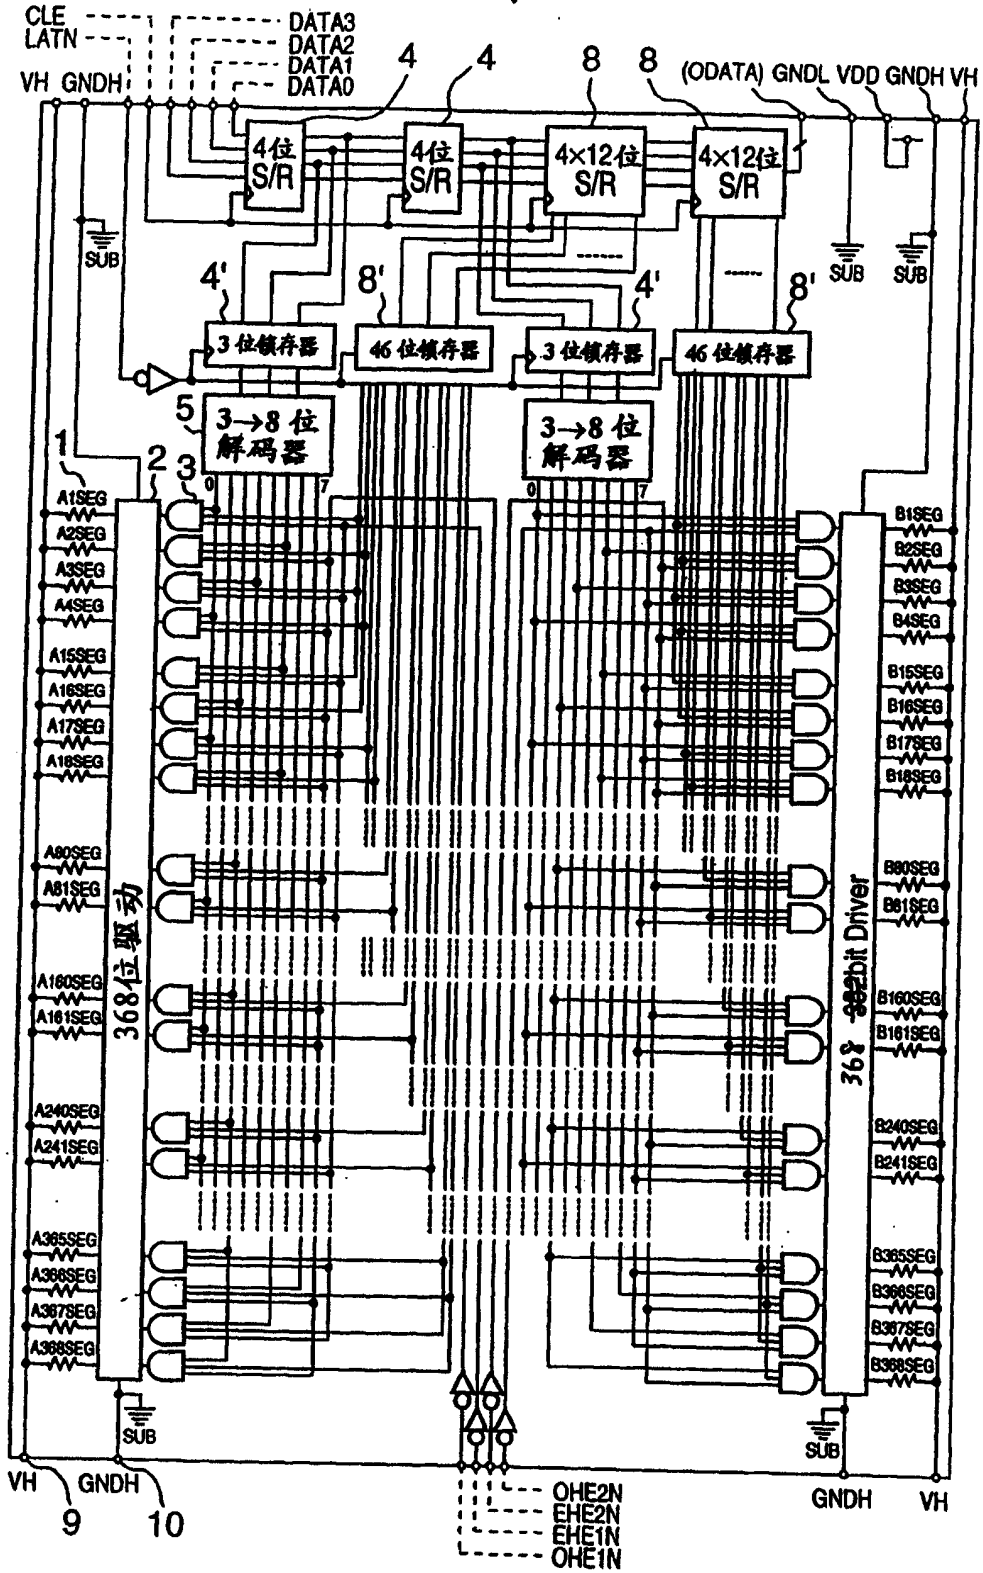 CLE
LATN
DATA3
DATA2
DATA1
DATA0
VH GNDH
4
4
8
8
(ODATA) GNDL VDD GNDH VH
4位
S/R
4位
S/R
4×12位
S/R
4×12位
S/R
SUB
SUB
SUB
4'
8'
4'
8'
3位锁存器
46位锁存器
3位锁存器
46位锁存器
5
3→8位
解码器
3→8位
解码器
0
7
0
7
1
2
3
A1SEG
A2SEG
A3SEG
A4SEG
A15SEG
A16SEG
A17SEG
A18SEG
A80SEG
A81SEG
A160SEG
A161SEG
A240SEG
A241SEG
A365SEG
A366SEG
A367SEG
A368SEG
368位驱动
B1SEG
B2SEG
B3SEG
B4SEG
B15SEG
B16SEG
B17SEG
B18SEG
B80SEG
B81SEG
B160SEG
B161SEG
B240SEG
B241SEG
B365SEG
B366SEG
B367SEG
B368SEG
368 bit Driver
SUB
SUB
VH
GNDH
9
10
OHE2N
EHE2N
EHE1N
OHE1N
GNDH
VH